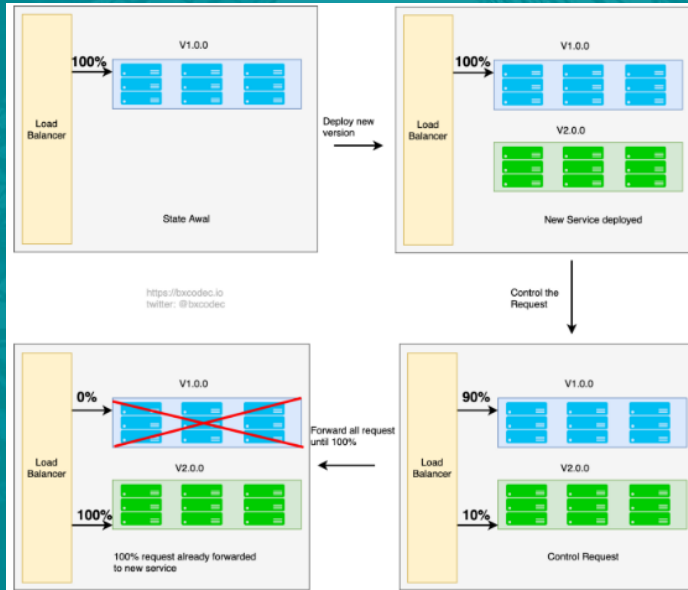 V1.0.0
100%
Load
Balancer
State Awal
Deploy new
version
V1.0.0
100%
V2.0.0
Load
Balancer
New Service deployed
https://bxcodec.io
twitter: @bxcodec
Control the
Request
V1.0.0
0%
V2.0.0
Load
Balancer
100%
100% request already forwarded
to new service
Forward all request
until 100%
V1.0.0
90%
V2.0.0
Load
Balancer
10%
Control Request